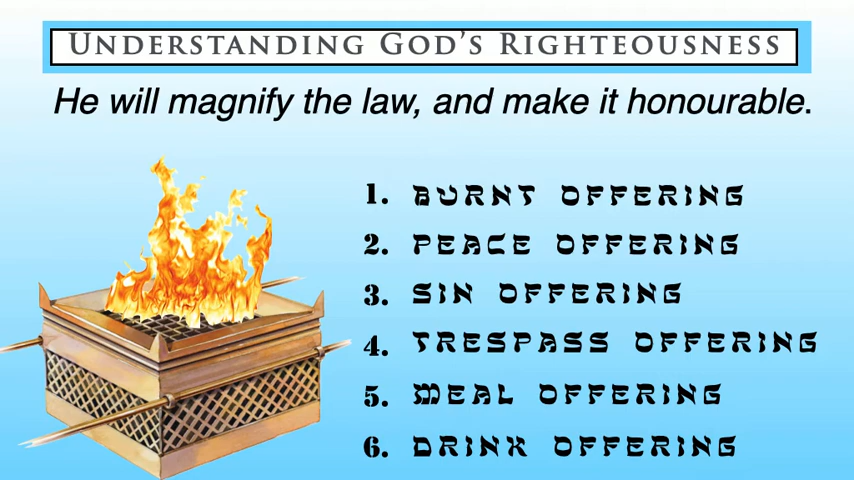 Understanding God's Righteousness
He will magnify the law, and make it honourable.
1. BURNT OFFERING
2. PEACE OFFERING
3. SIN OFFERING
4. TRESPASS OFFERING
5. MEAL OFFERING
6. DRINK OFFERING